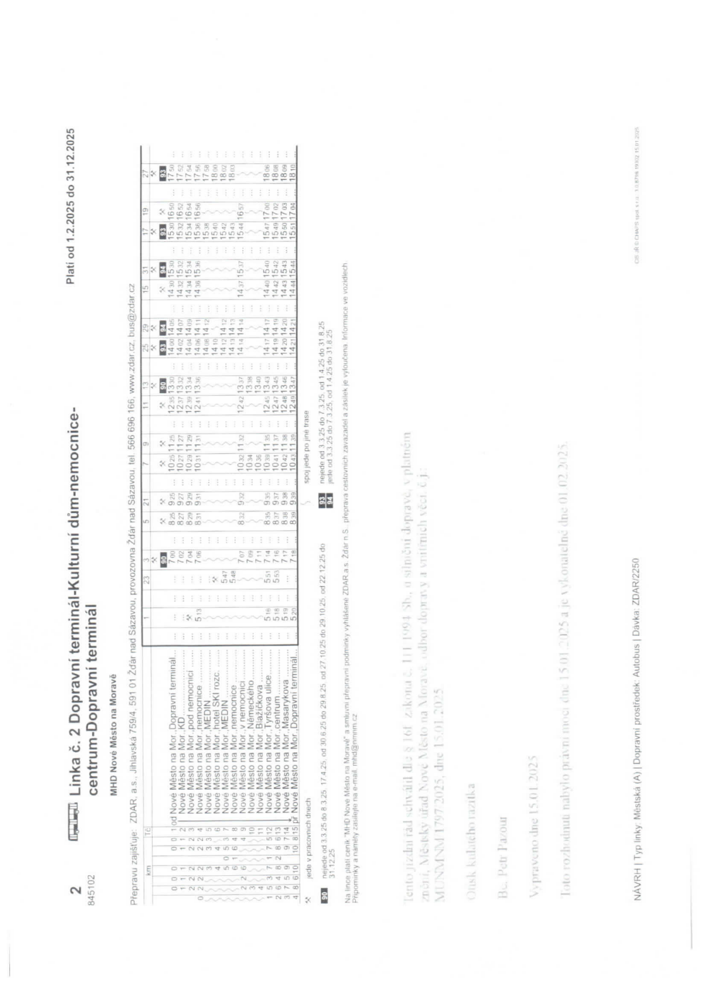 2 Linka č. 2 Dopravní terminál-Kulturní dům-nemocnice- Platí od 1.2.2025 do 31.12.2025
845102 centrum-Dopravní terminál
MHD Nové Město na Moravě
Přepravu zajišťuje: ZDAR, a.s., Jihlavská 759/4, 591 01 Žďár nad Sázavou, provozovna Žďár nad Sázavou, tel. 566 696 166, www.zdar.cz, bus@zdar.cz
km Tč 1 23 3 5 21 7 9 11 13 25 29 15 31 17 19 27
90 90 93 94 94 93 93
0 0 0 0 0 1 od Nové Město na Mor.,Dopravní terminál... ... ... ... ... 7 00 ... 8 25 9 25 ... 10 25 11 25 ... 12 35 13 30 ... 14 00 14 05 ... 14 30 15 30 ... 15 30 16 50 ... 17 50 ...
1 1 1 1 1 2 Nové Město na Mor.,KD ... ... ... ... 7 02 ... 8 27 9 27 ... 10 27 11 27 ... 12 37 13 32 ... 14 02 14 07 ... 14 32 15 32 ... 15 32 16 52 ... 17 52 ...
2 2 2 2 2 3 Nové Město na Mor.,pod nemocnicí ... ... ... 7 04 ... 8 29 9 29 ... 10 29 11 29 ... 12 39 13 34 ... 14 04 14 09 ... 14 34 15 34 ... 15 34 16 54 ... 17 54 ...
0 2 2 2 2 2 4 Nové Město na Mor.,nemocnice ... 5 13 ... ... 7 06 ... 8 31 9 31 ... 10 31 11 31 ... 12 41 13 36 ... 14 06 14 11 ... 14 36 15 36 ... 15 36 16 56 ... 17 56 ...
3 3 3 5 Nové Město na Mor.,MEDIN ... 14 08 14 12 ... 15 38 ... 17 58 ...
4 4 6 Nové Město na Mor.,hotel SKI rozc. ... 14 10 ... 15 40 ... 18 00 ...
5 0 5 3 7 Nové Město na Mor.,MEDIN ... 5 47 ... 14 12 14 12 ... 15 42 ... 18 02 ...
6 1 6 4 8 Nové Město na Mor.,nemocnice ... 5 48 ... 14 13 14 13 ... 15 43 ... 18 03 ...
2 2 6 4 9 Nové Město na Mor.,v nemocnici ... 7 07 ... 8 32 9 32 ... 10 32 11 32 ... 12 42 13 37 ... 14 14 14 14 ... 14 37 15 37 ... 15 44 16 57 ...
3 10 Nové Město na Mor.,Německého ... 7 09 ... 10 34 ... 13 38 ...
4 11 Nové Město na Mor.,Blažíčkova ... 7 11 ... 10 36 ... 13 40 ...
1 5 3 7 1 7 5 12 Nové Město na Mor.,Tyršova ulice ... 5 16 ... 5 51 7 14 ... 8 35 9 35 ... 10 39 11 35 ... 12 45 13 43 ... 14 17 14 17 ... 14 40 15 40 ... 15 47 17 00 ... 18 06 ...
2 6 4 8 2 8 6 13 Nové Město na Mor.,centrum ... 5 18 ... 5 53 7 16 ... 8 37 9 37 ... 10 41 11 37 ... 12 47 13 45 ... 14 19 14 19 ... 14 42 15 42 ... 15 49 17 02 ... 18 08 ...
3 7 5 9 9 7 14 Nové Město na Mor.,Masarykova ... 5 19 ... ... 7 17 ... 8 38 9 38 ... 10 42 11 38 ... 12 48 13 46 ... 14 20 14 20 ... 14 43 15 43 ... 15 50 17 03 ... 18 09 ...
4 8 6 10 10 8 15 př Nové Město na Mor.,Dopravní terminál... ... 5 20 ... ... 7 18 ... 8 39 9 39 ... 10 43 11 39 ... 12 49 13 47 ... 14 21 14 21 ... 14 44 15 44 ... 15 51 17 04 ... 18 10 ...
jede v pracovních dnech
spoj jede po jiné trase
90 nejede od 3.3.25 do 8.3.25, 17.4.25, od 30.6.25 do 29.8.25, od 27.10.25 do 29.10.25, od 22.12.25 do
31.12.25
93 nejede od 3.3.25 do 7.3.25, od 1.4.25 do 31.8.25
94 jede od 3.3.25 do 7.3.25, od 1.4.25 do 31.8.25
Na lince platí ceník "MHD Nové Město na Moravě" a smluvní přepravní podmínky vyhlášené ZDAR,a.s. Žďár n.S., přeprava cestovních zavazadel a zásilek je vyloučena. Informace ve vozidlech.
Připomínky a náměty zasílejte na e-mail: mhd@nmnm.cz
Tento jízdní řád schválil dle § 16f Zákona č. 111/1994 Sb., o silniční dopravě, v platném
znění, Městský úřad Nové Město na Moravě, odbor dopravy a vnitřních věcí, č.j.:
MUNMNM/1797/2025, dne 15.01.2025
Otisk kulatého razítka
Bc. Petr Pazour
Vypraveno dne 15.01.2025
Toto rozhodnutí nabylo právní moci dne 15.01.2025 a je vykonatelné dne 01.02.2025.
NÁVRH | Typ linky: Městská (A) | Dopravní prostředek: Autobus | Dávka: ZDAR/2250
CIS JŘ © CHAPS spol. s r.o.